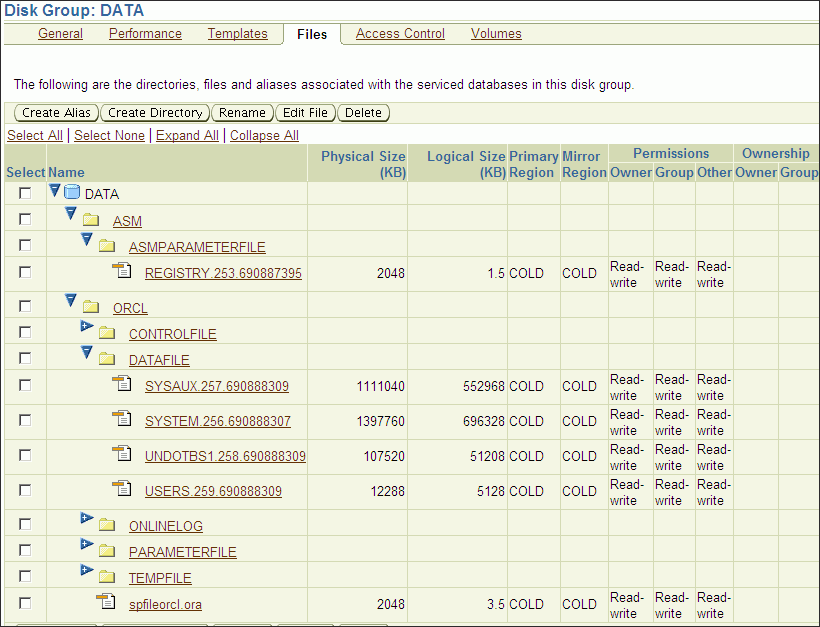 Disk Group: DATA
General Performance Templates Files Access Control Volumes
The following are the directories, files and aliases associated with the serviced databases in this disk group.
Create Alias Create Directory Rename Edit File Delete
Select All | Select None | Expand All | Collapse All
Physical Size Logical Size Primary Mirror Permissions Ownership
Select Name (KB) (KB) Region Region Owner Group Other Owner Group
DATA
ASM
ASMPARAMETERFILE
REGISTRY.253.690887395 2048 1.5 COLD COLD Read-write Read-write Read-write
ORCL
CONTROLFILE
DATAFILE
SYSAUX.257.690888309 1111040 552968 COLD COLD Read-write Read-write Read-write
SYSTEM.256.690888307 1397760 696328 COLD COLD Read-write Read-write Read-write
UNDOTBS1.258.690888309 107520 51208 COLD COLD Read-write Read-write Read-write
USERS.259.690888309 12288 5128 COLD COLD Read-write Read-write Read-write
ONLINELOG
PARAMETERFILE
TEMPFILE
spfileorcl.ora 2048 3.5 COLD COLD Read-write Read-write Read-write